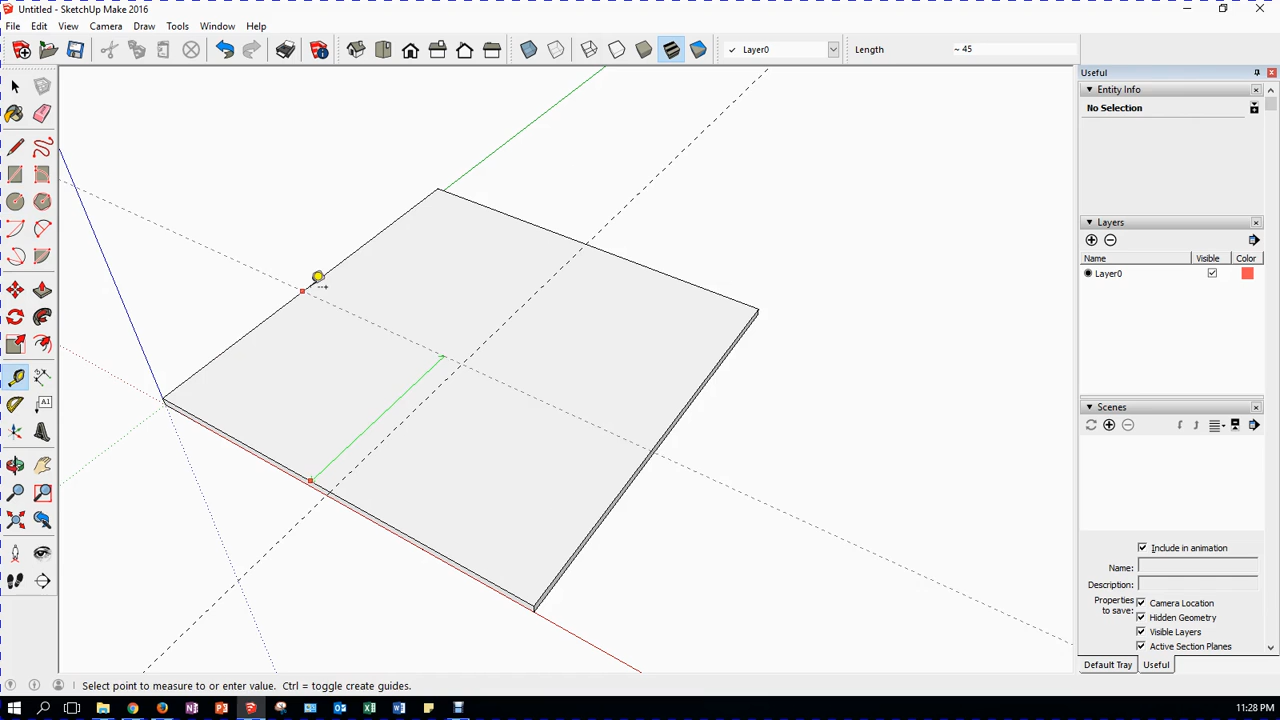 Untitled - SketchUp Make 2016
File Edit View Camera Draw Tools Window Help
Layer0 Length ~ 45
Useful
Entity Info
No Selection
Layers
Name Visible Color
Layer0
Scenes
Include in animation
Name:
Description:
Properties to save:
Camera Location
Hidden Geometry
Visible Layers
Active Section Planes
Default Tray Useful
A1
Select point to measure to or enter value. Ctrl = toggle create guides.
11:28 PM